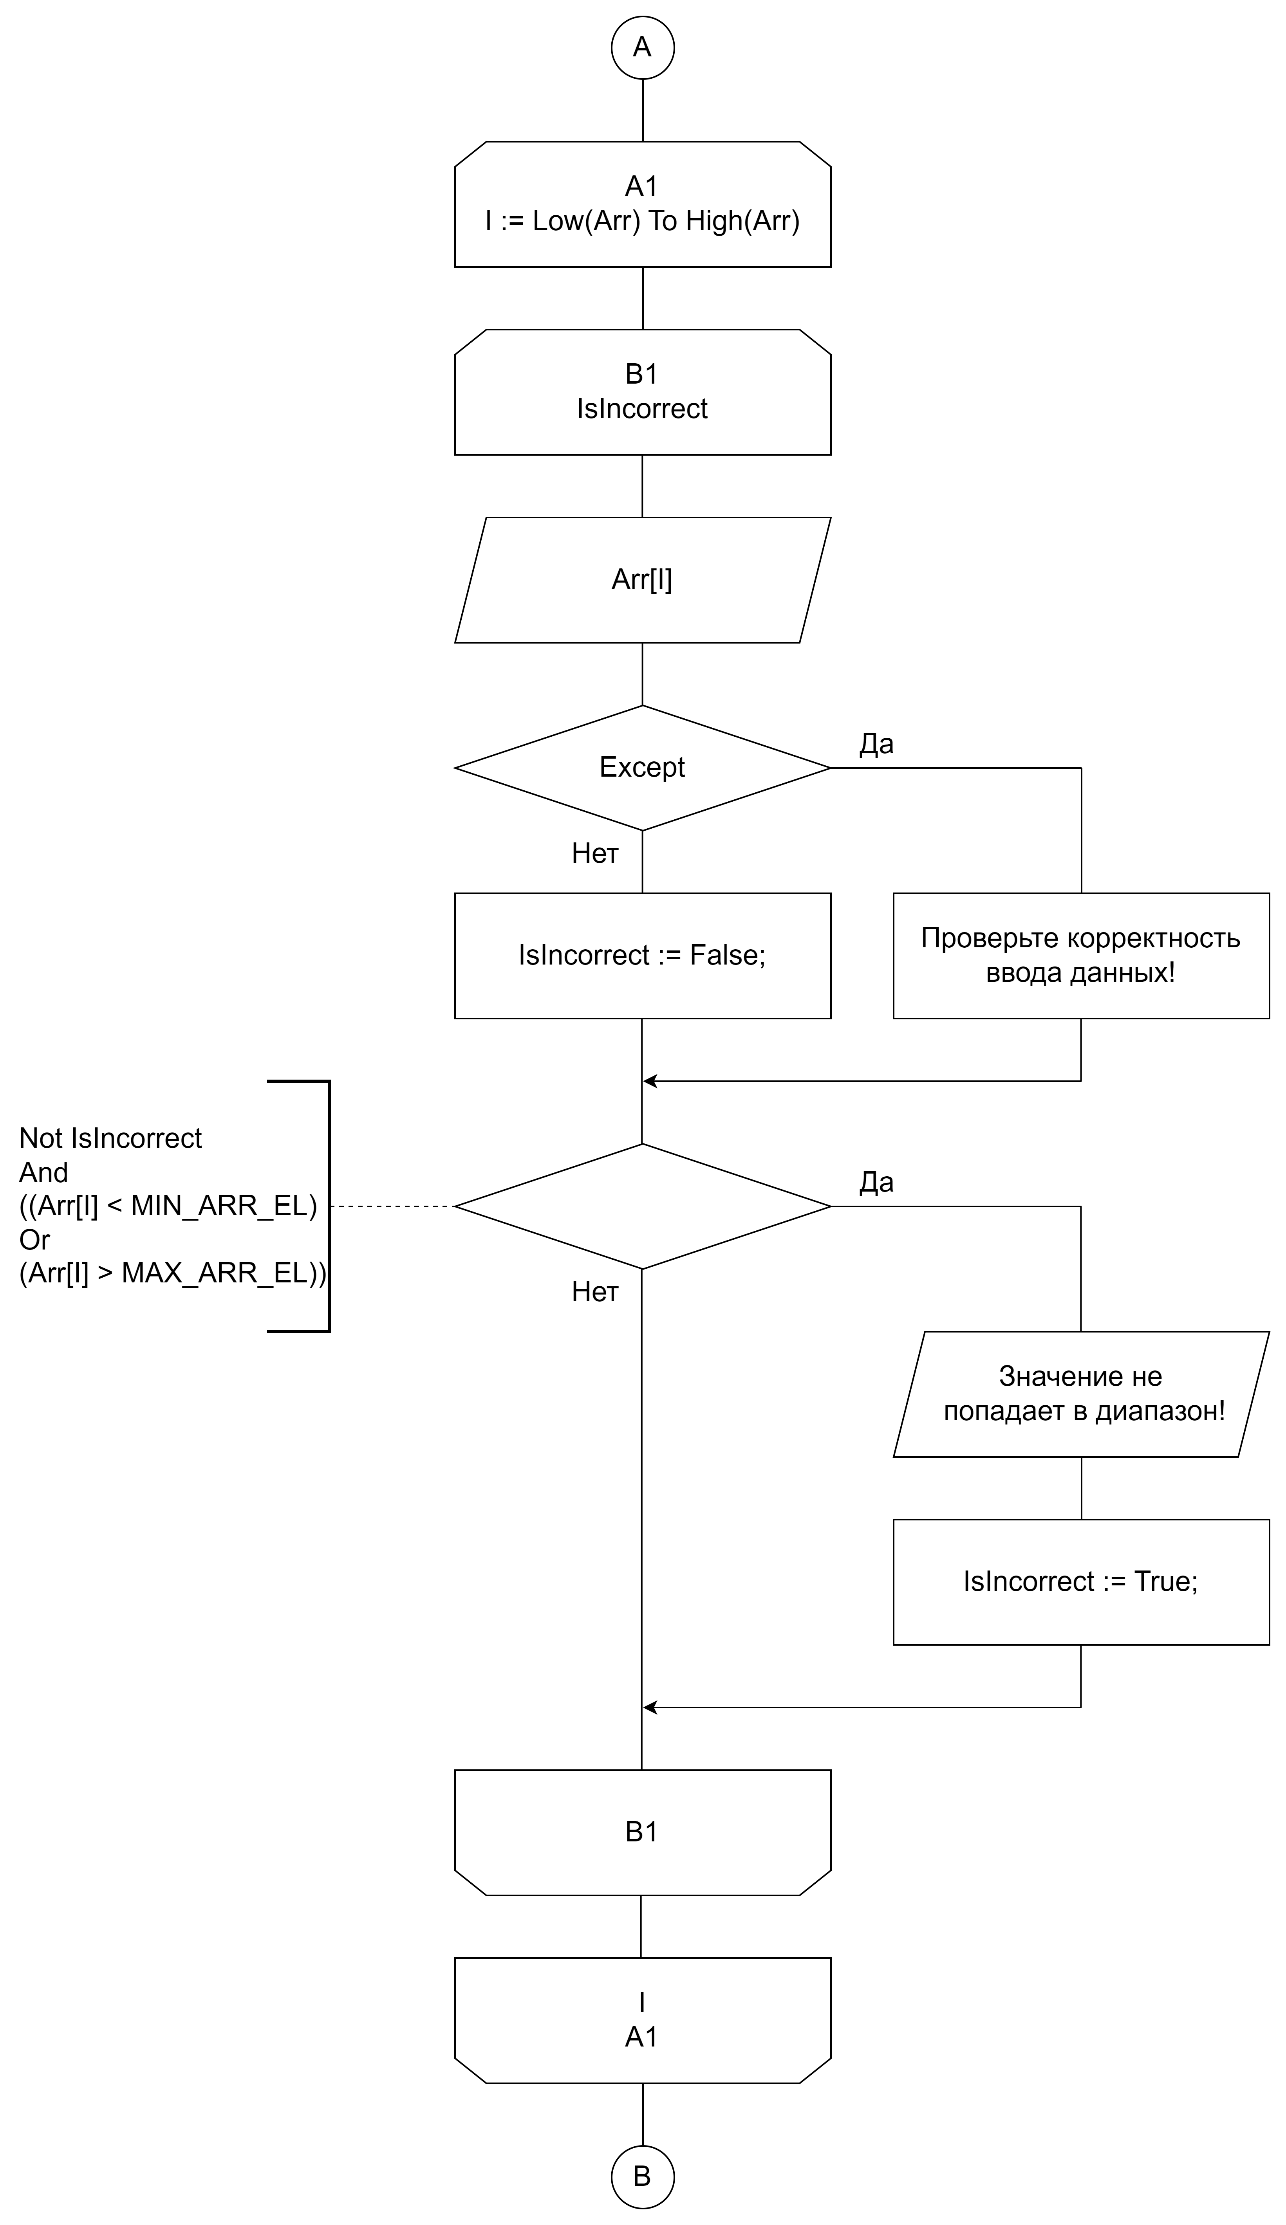 A
A1
I := Low(Arr) To High(Arr)
B1
IsIncorrect
Arr[I]
Except
Да
Нет
IsIncorrect := False;
Проверьте корректность
ввода данных!
Not IsIncorrect
And
((Arr[I] < MIN_ARR_EL)
Or
(Arr[I] > MAX_ARR_EL))
Да
Нет
Значение не
попадает в диапазон!
IsIncorrect := True;
B1
I
A1
B